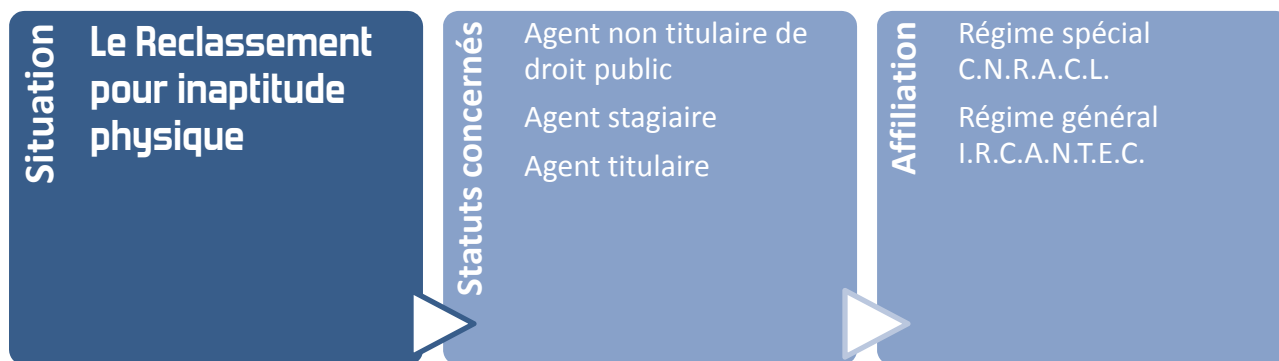 Situation
Le Reclassement
pour inaptitude
physique
Statuts concernés
Agent non titulaire de
droit public
Agent stagiaire
Agent titulaire
Affiliation
Régime spécial
C.N.R.A.C.L.
Régime général
I.R.C.A.N.T.E.C.